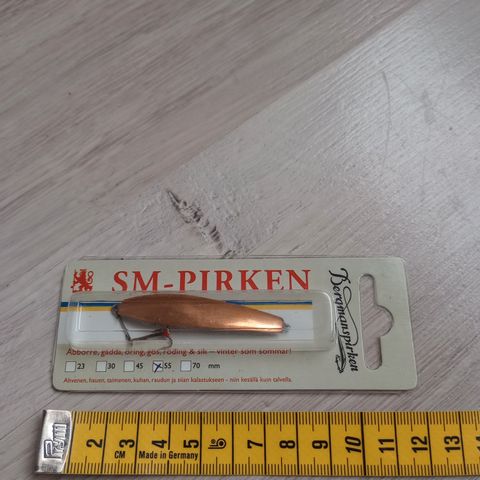 SM-PIRKEN
Bergmanspirken
Abborre, gädda, öring, gös, röding & sik – vinter som sommar!
23 30 45 55 70 mm
Ahvenen, hauen, taimenen, kuhan, raudun ja siian kalastukseen - niin kesällä kuin talvella.
2 3 4 5 6 7 8 9 10 11 12 13 14
CM Made in Germany